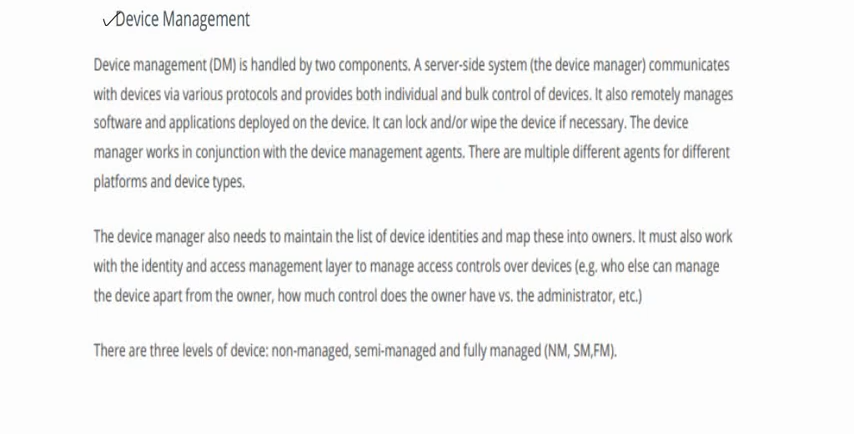 Device Management
Device management (DM) is handled by two components. A server-side system (the device manager) communicates
with devices via various protocols and provides both individual and bulk control of devices. It also remotely manages
software and applications deployed on the device. It can lock and/or wipe the device if necessary. The device
manager works in conjunction with the device management agents. There are multiple different agents for different
platforms and device types.
The device manager also needs to maintain the list of device identities and map these into owners. It must also work
with the identity and access management layer to manage access controls over devices (e.g. who else can manage
the device apart from the owner, how much control does the owner have vs. the administrator, etc.)
There are three levels of device: non-managed, semi-managed and fully managed (NM, SM,FM).